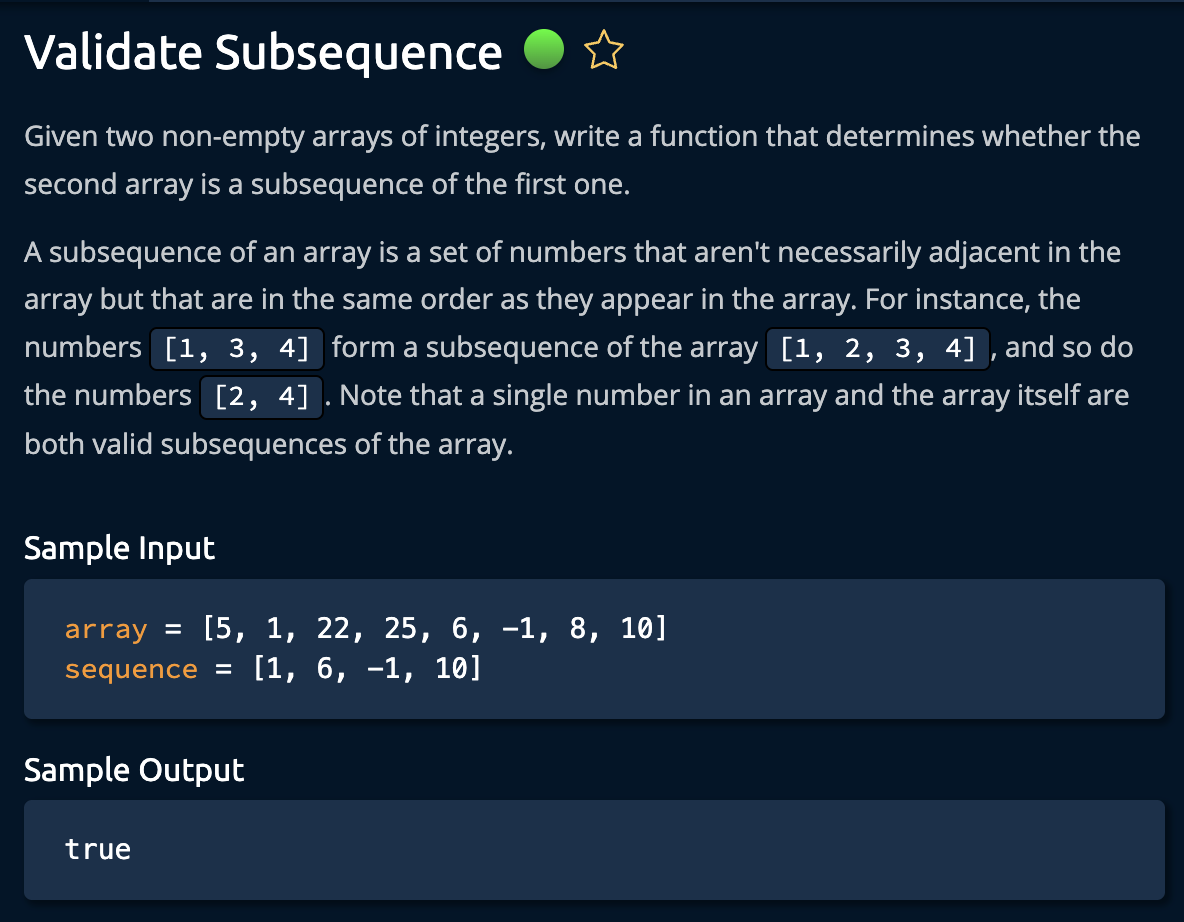 Validate Subsequence
Given two non-empty arrays of integers, write a function that determines whether the
second array is a subsequence of the first one.
A subsequence of an array is a set of numbers that aren't necessarily adjacent in the
array but that are in the same order as they appear in the array. For instance, the
numbers [1, 3, 4] form a subsequence of the array [1, 2, 3, 4] , and so do
the numbers [2, 4] . Note that a single number in an array and the array itself are
both valid subsequences of the array.
Sample Input
array = [5, 1, 22, 25, 6, -1, 8, 10]
sequence = [1, 6, -1, 10]
Sample Output
true